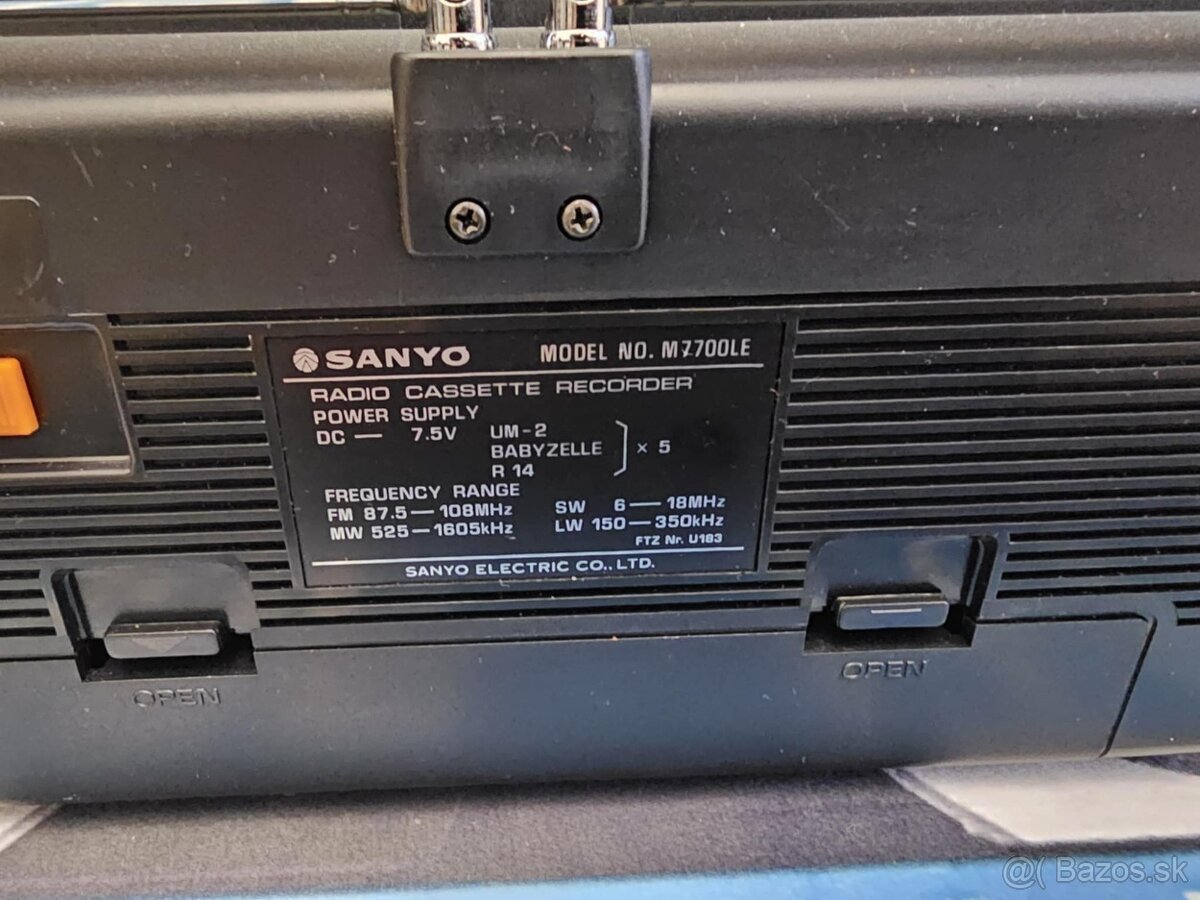 SANYO MODEL NO. M7700LE
RADIO CASSETTE RECORDER
POWER SUPPLY
DC — 7.5V UM-2
BABYZELLE × 5
R 14
FREQUENCY RANGE
FM 87.5 — 108MHz SW 6 — 18MHz
MW 525 — 1605kHz LW 150 — 350kHz
FTZ Nr. U183
SANYO ELECTRIC CO., LTD.
OPEN OPEN
@( Bazos.sk